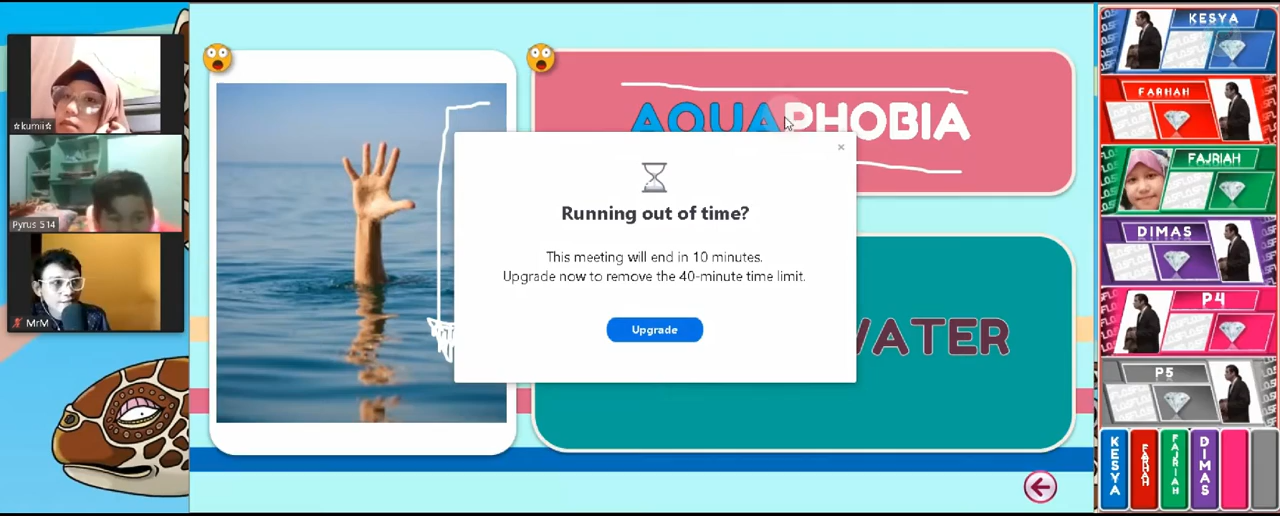 ☆kumii☆
Pyrus 514
MrM
AQUAPHOBIA
Running out of time?
This meeting will end in 10 minutes.
Upgrade now to remove the 40-minute time limit.
Upgrade
WATER
KESYA
FARHAH
FAJRIAH
DIMAS
P4
P5
KESYA
FARHAH
FAJRIAH
DIMAS